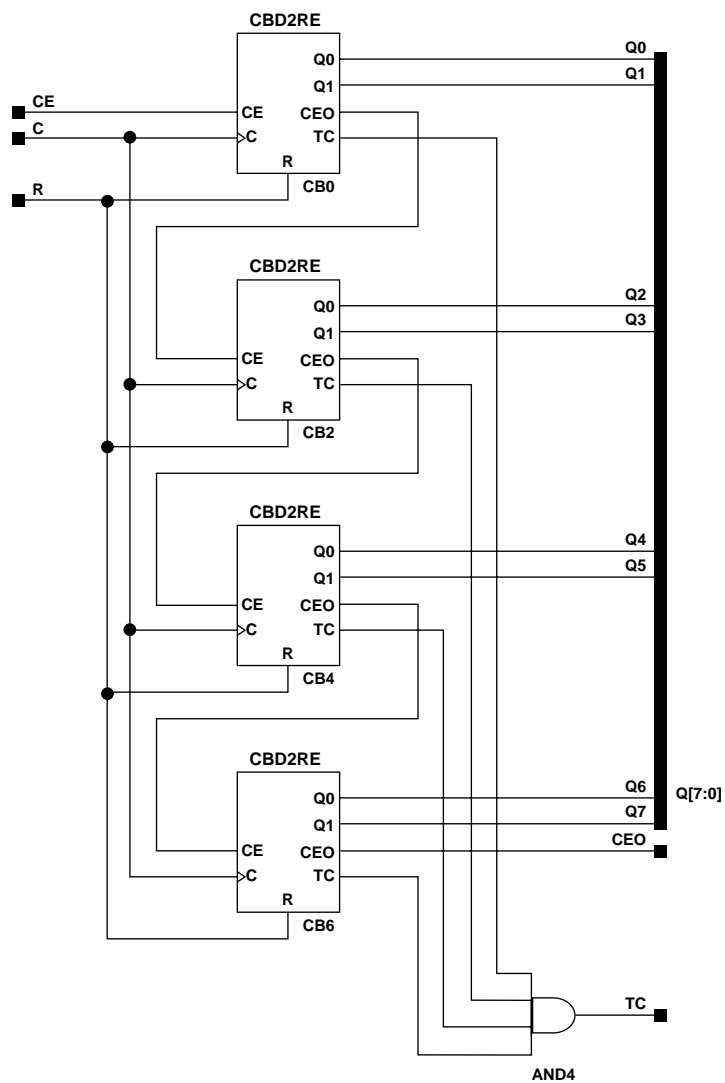 CBD2RE
Q0
Q0
Q1
Q1
CE
CE
CEO
C
C
TC
R
R
CB0
CBD2RE
Q0
Q2
Q1
Q3
CE
CEO
C
TC
R
CB2
CBD2RE
Q0
Q4
Q1
Q5
CE
CEO
C
TC
R
CB4
CBD2RE
Q0
Q6
Q[7:0]
Q1
Q7
CE
CEO
CEO
C
TC
R
CB6
TC
AND4